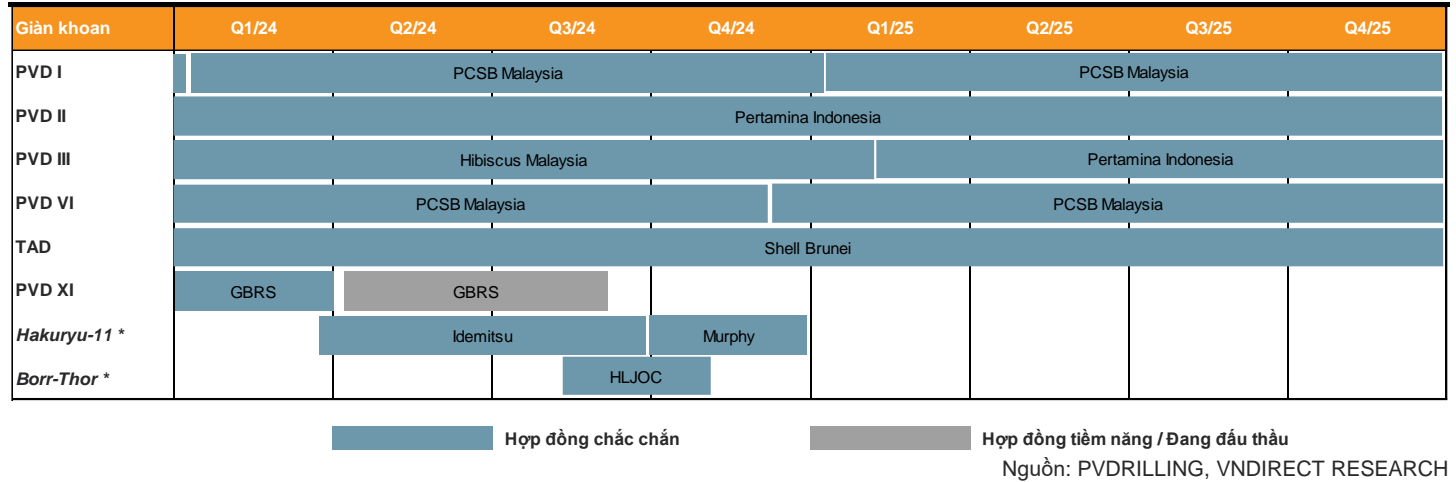 Giàn khoan Q1/24 Q2/24 Q3/24 Q4/24 Q1/25 Q2/25 Q3/25 Q4/25
PVD I PCSB Malaysia PCSB Malaysia
PVD II Pertamina Indonesia
PVD III Hibiscus Malaysia Pertamina Indonesia
PVD VI PCSB Malaysia PCSB Malaysia
TAD Shell Brunei
PVD XI GBRS GBRS
Hakuryu-11 * Idemitsu Murphy
Borr-Thor * HLJOC
Hợp đồng chắc chắn Hợp đồng tiềm năng / Đang đấu thầu
Nguồn: PVDRILLING, VNDIRECT RESEARCH